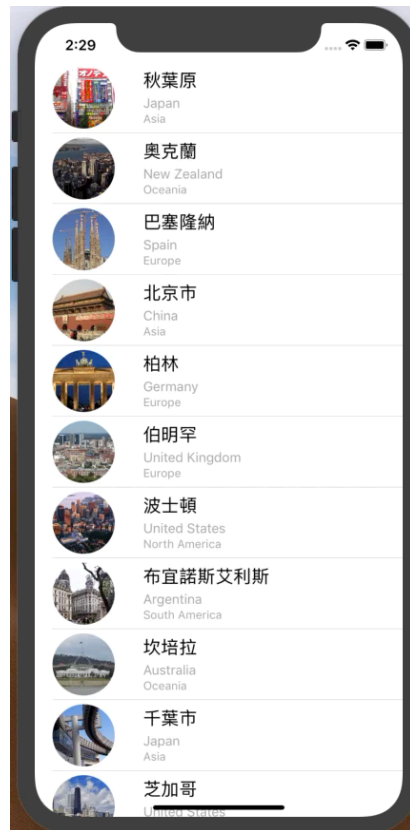 2:29
秋葉原
Japan
Asia
奧克蘭
New Zealand
Oceania
巴塞隆納
Spain
Europe
北京市
China
Asia
柏林
Germany
Europe
伯明罕
United Kingdom
Europe
波士頓
United States
North America
布宜諾斯艾利斯
Argentina
South America
坎培拉
Australia
Oceania
千葉市
Japan
Asia
芝加哥
United States